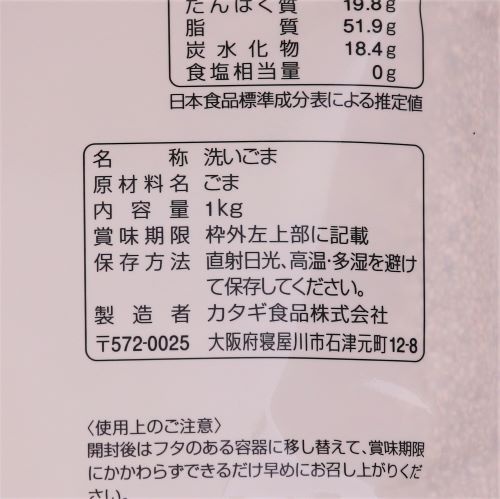 たんぱく質 19.8g
脂質 51.9g
炭水化物 18.4g
食塩相当量 0g
日本食品標準成分表による推定値
名称 洗いごま
原材料名 ごま
内容量 1kg
賞味期限 枠外左上部に記載
保存方法 直射日光、高温・多湿を避け
て保存してください。
製造者 カタギ食品株式会社
〒572-0025 大阪府寝屋川市石津元町12-8
〈使用上のご注意〉
開封後はフタのある容器に移し替えて、賞味期限
にかかわらずできるだけ早めにお召し上がりくだ
さい。